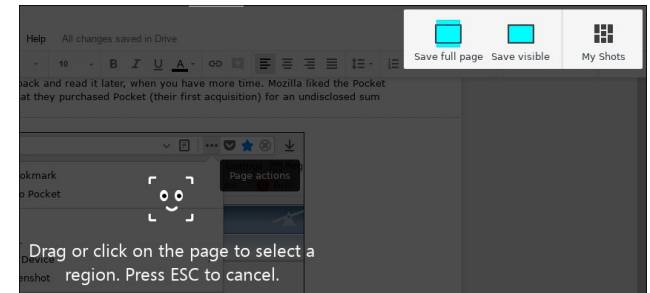 Help All changes saved in Drive
Save full page Save visible My Shots
10 B I U A
back and read it later, when you have more time. Mozilla liked the Pocket
at they purchased Pocket (their first acquisition) for an undisclosed sum
okmark
Page actions
o Pocket
Drag or click on the page to select a
Device
region. Press ESC to cancel.
enshot